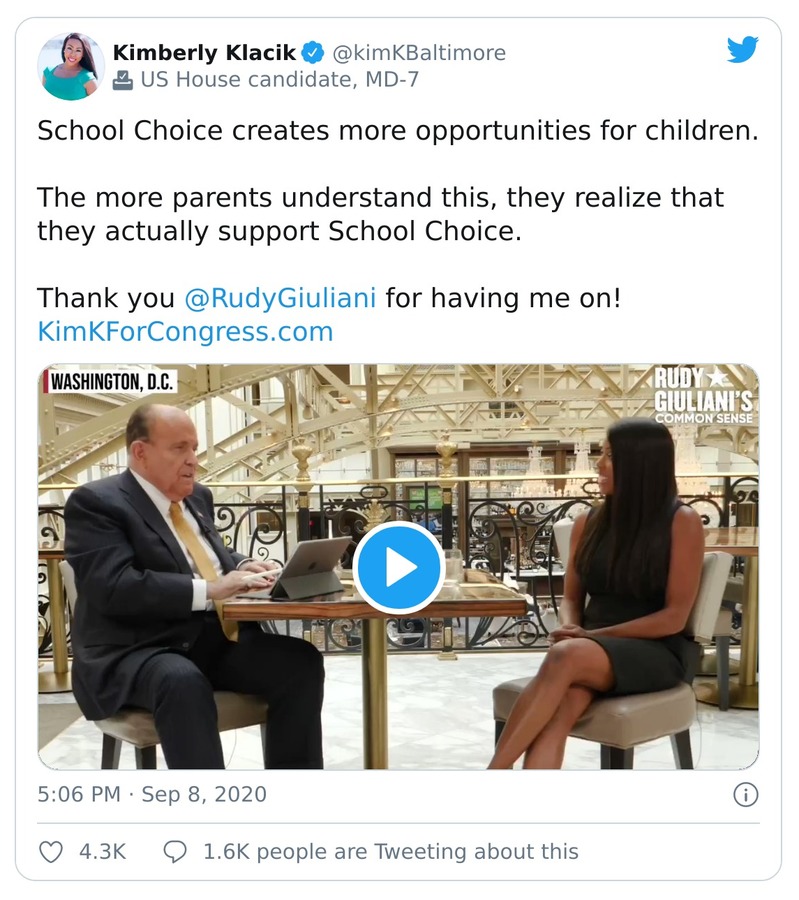 Kimberly Klacik @kimKBaltimore
US House candidate, MD-7
School Choice creates more opportunities for children.
The more parents understand this, they realize that
they actually support School Choice.
Thank you @RudyGiuliani for having me on!
KimKForCongress.com
WASHINGTON, D.C.
RUDY
GIULIANI'S
COMMON SENSE
5:06 PM · Sep 8, 2020
4.3K 1.6K people are Tweeting about this